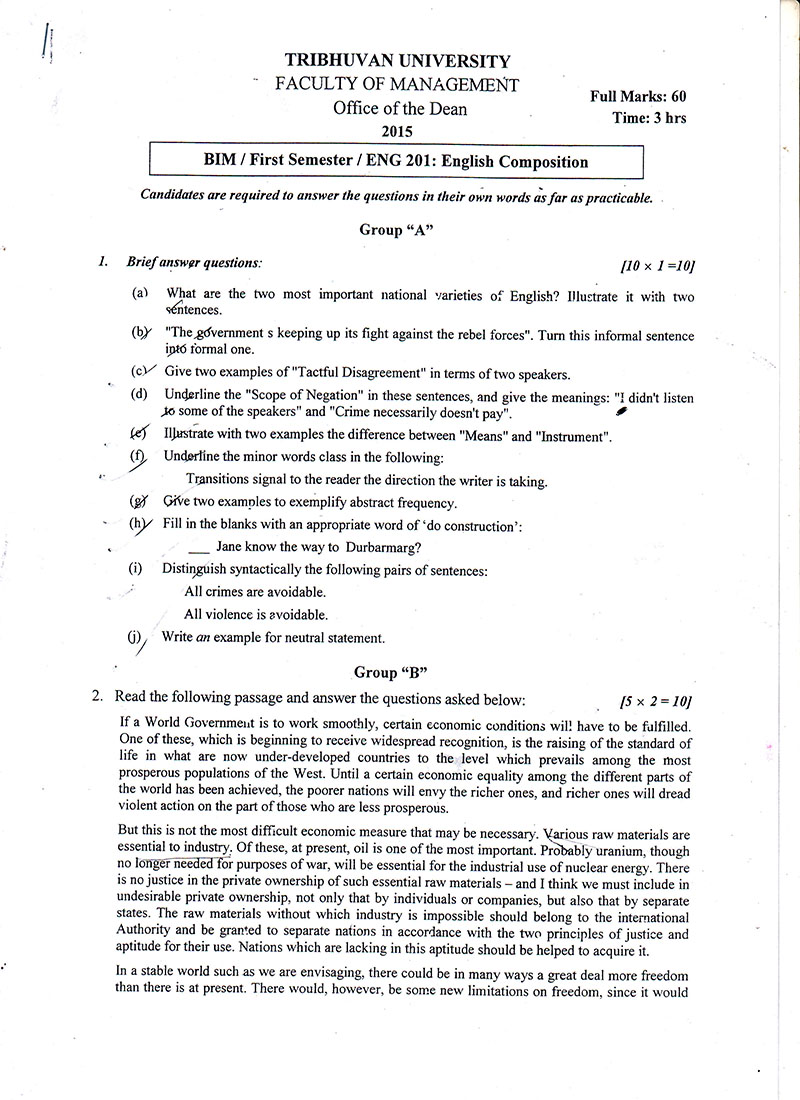 TRIBHUVAN UNIVERSITY
FACULTY OF MANAGEMENT
Office of the Dean
2015
Full Marks: 60
Time: 3 hrs
BIM / First Semester / ENG 201: English Composition
Candidates are required to answer the questions in their own words as far as practicable.
Group “A”
1. Brief answer questions: [10 × 1 =10]
(a) What are the two most important national varieties of English? Illustrate it with two
sentences.
(b) "The government s keeping up its fight against the rebel forces". Turn this informal sentence
into formal one.
(c) Give two examples of "Tactful Disagreement" in terms of two speakers.
(d) Underline the "Scope of Negation" in these sentences, and give the meanings: "I didn't listen
to some of the speakers" and "Crime necessarily doesn't pay".
(e) Illustrate with two examples the difference between "Means" and "Instrument".
(f) Underline the minor words class in the following:
Transitions signal to the reader the direction the writer is taking.
(g) Give two examples to exemplify abstract frequency.
(h) Fill in the blanks with an appropriate word of ‘do construction’:
___ Jane know the way to Durbarmarg?
(i) Distinguish syntactically the following pairs of sentences:
All crimes are avoidable.
All violence is avoidable.
(j) Write an example for neutral statement.
Group “B”
2. Read the following passage and answer the questions asked below: [5 × 2 = 10]
If a World Government is to work smoothly, certain economic conditions will have to be fulfilled.
One of these, which is beginning to receive widespread recognition, is the raising of the standard of
life in what are now under-developed countries to the level which prevails among the most
prosperous populations of the West. Until a certain economic equality among the different parts of
the world has been achieved, the poorer nations will envy the richer ones, and richer ones will dread
violent action on the part of those who are less prosperous.
But this is not the most difficult economic measure that may be necessary. Various raw materials are
essential to industry. Of these, at present, oil is one of the most important. Probably uranium, though
no longer needed for purposes of war, will be essential for the industrial use of nuclear energy. There
is no justice in the private ownership of such essential raw materials – and I think we must include in
undesirable private ownership, not only that by individuals or companies, but also that by separate
states. The raw materials without which industry is impossible should belong to the international
Authority and be granted to separate nations in accordance with the two principles of justice and
aptitude for their use. Nations which are lacking in this aptitude should be helped to acquire it.
In a stable world such as we are envisaging, there could be in many ways a great deal more freedom
than there is at present. There would, however, be some new limitations on freedom, since it would